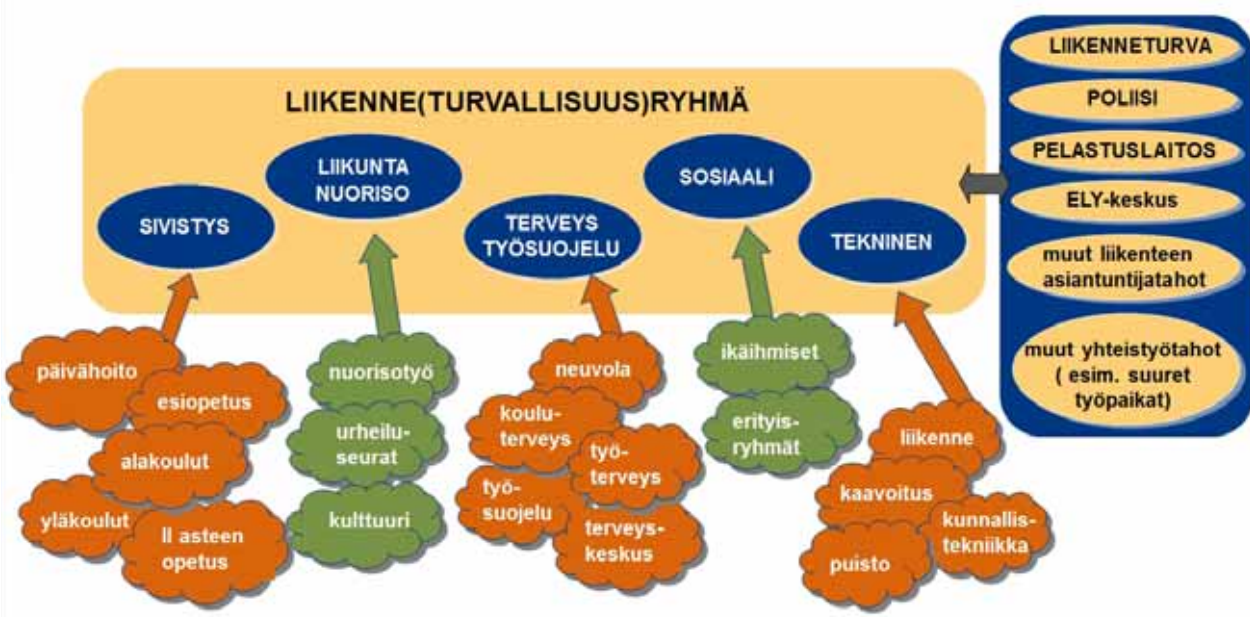 LIIKENNE(TURVALLISUUS)RYHMÄ
SIVISTYS
LIIKUNTA
NUORISO
TERVEYS
TYÖSUOJELU
SOSIAALI
TEKNINEN
päivähoito
esiopetus
alakoulut
yläkoulut
II asteen
opetus
nuorisotyö
urheilu-
seurat
kulttuuri
neuvola
koulu-
terveys
työ-
terveys
työ-
suojelu
terveys-
keskus
ikäihmiset
erityis-
ryhmät
liikenne
kaavoitus
kunnallis-
tekniikka
puisto
LIIKENNETURVA
POLIISI
PELASTUSLAITOS
ELY-keskus
muut liikenteen
asiantuntijatahot
muut yhteistyötahot
( esim. suuret
työpaikat)